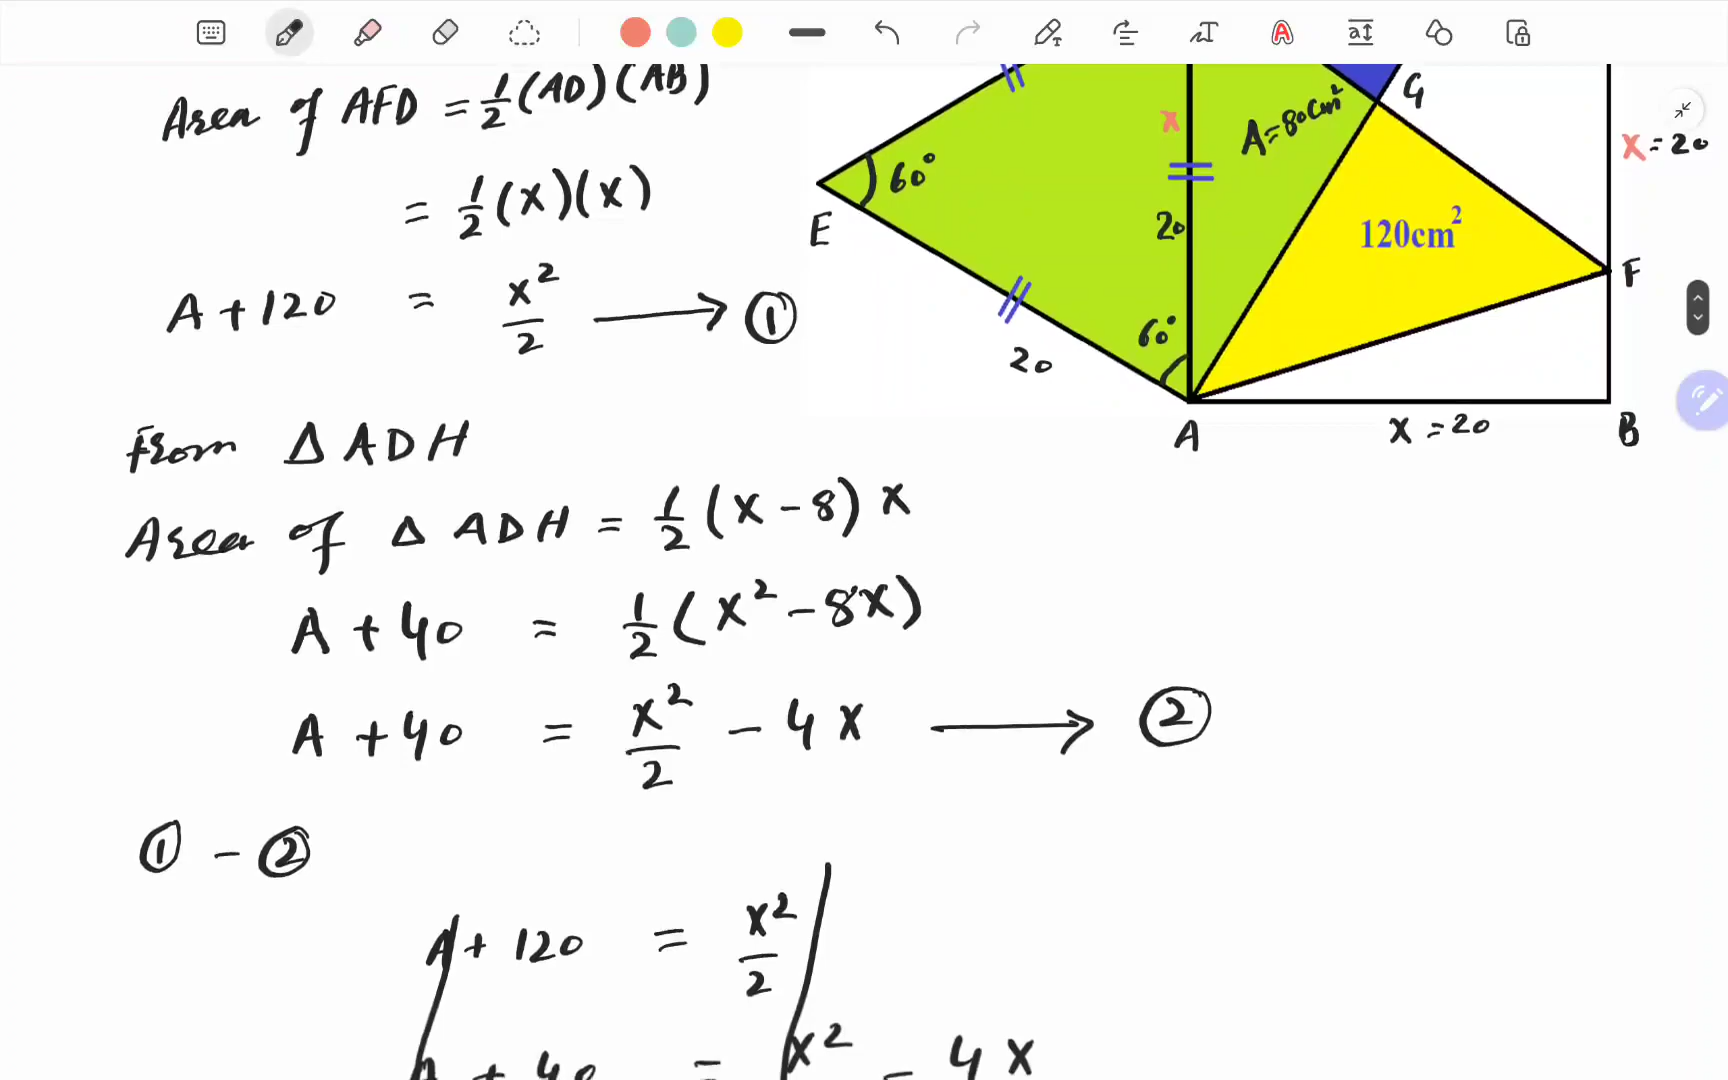 Area of AFD = 1/2 (AD)(AB)
= 1/2 (x)(x)
A + 120 = x²/2 → ①
From Δ ADH
Area of Δ ADH = 1/2 (x - 8) x
A + 40 = 1/2 (x² - 8x)
A + 40 = x²/2 - 4x → ②
① - ②
A + 120 = x²/2
A + 40 = x² - 4x
G
A = 80cm²
x
x = 20
60°
E
20
120cm²
F
60°
20
A
x = 20
B